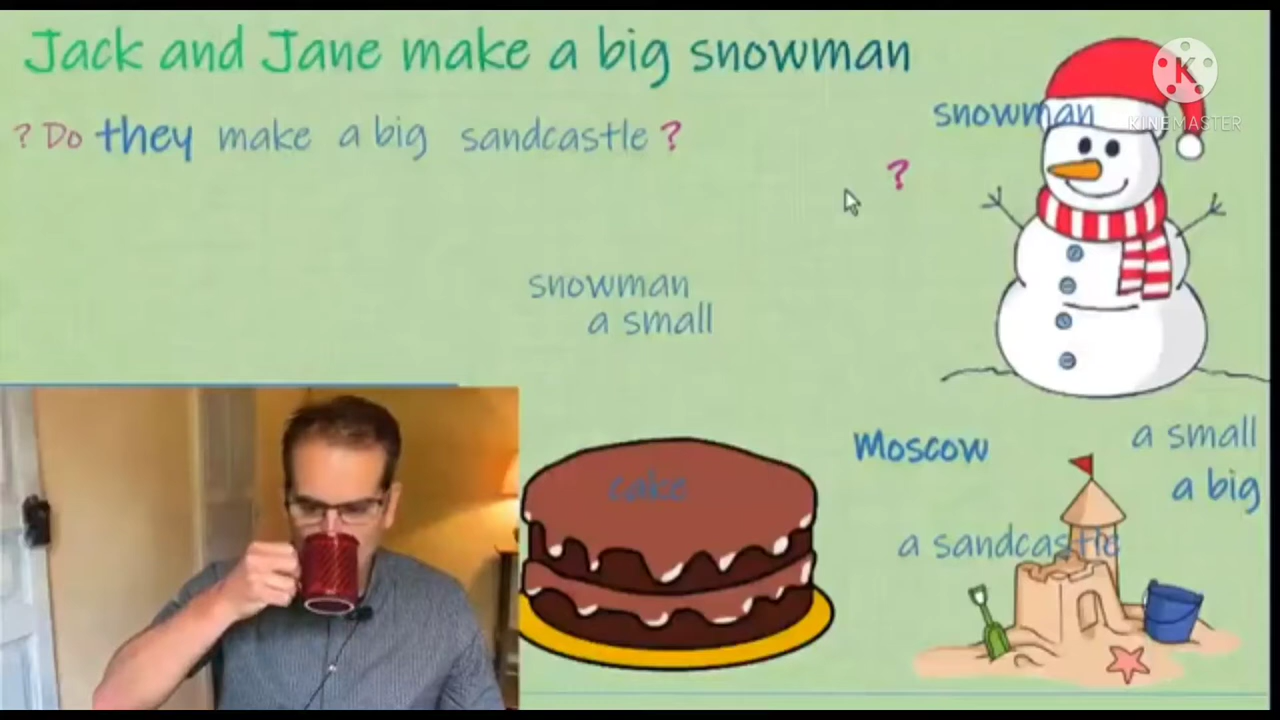 Jack and Jane make a big snowman
? Do they make a big sandcastle ?
snowman
K
KINEMASTER
?
snowman
a small
Moscow
a small
a big
cake
a sandcastle